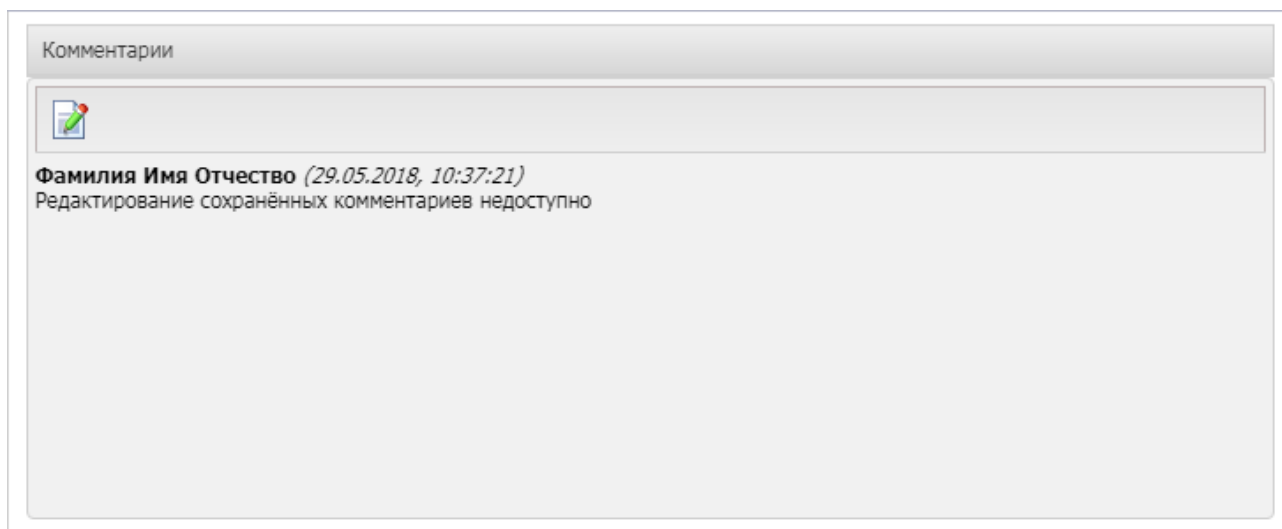 Комментарии
Фамилия Имя Отчество (29.05.2018, 10:37:21)
Редактирование сохранённых комментариев недоступно